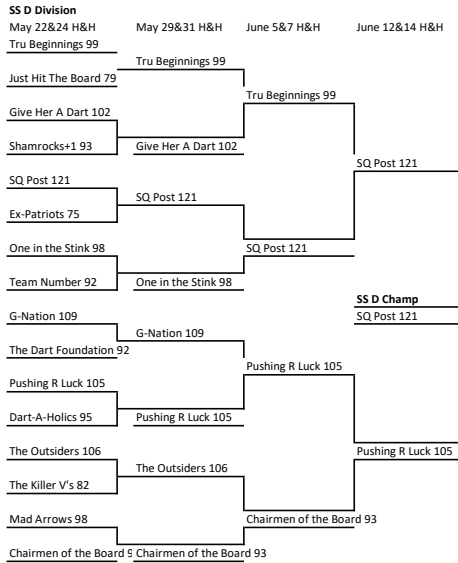 SS D Division
May 22&24 H&H May 29&31 H&H June 5&7 H&H June 12&14 H&H
Tru Beginnings 99
Tru Beginnings 99
Just Hit The Board 79
Tru Beginnings 99
Give Her A Dart 102
Shamrocks+1 93 Give Her A Dart 102
SQ Post 121
SQ Post 121
SQ Post 121
Ex-Patriots 75
One in the Stink 98 SQ Post 121
Team Number 92 One in the Stink 98
SS D Champ
G-Nation 109 SQ Post 121
G-Nation 109
The Dart Foundation 92
Pushing R Luck 105
Pushing R Luck 105
Dart-A-Holics 95 Pushing R Luck 105
The Outsiders 106 Pushing R Luck 105
The Outsiders 106
The Killer V's 82
Mad Arrows 98 Chairmen of the Board 93
Chairmen of the Board 9 Chairmen of the Board 93